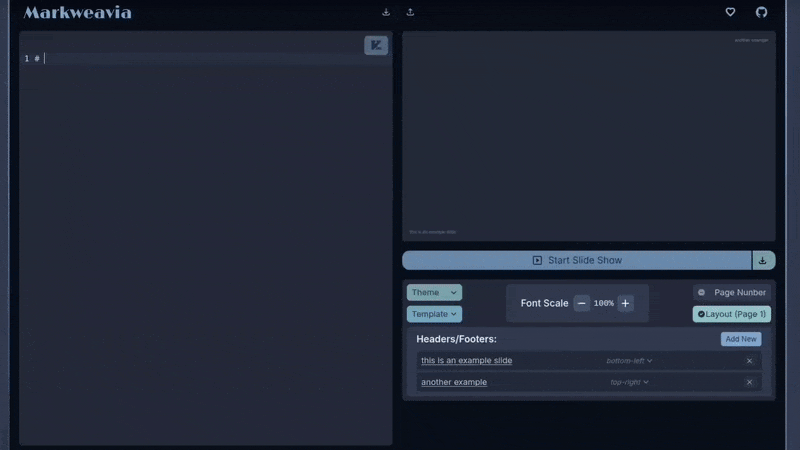 Markweavia
1 #
another example
this is an example slide
Start Slide Show
Theme
Template
Font Scale
100%
Page Number
Layout (Page 1)
Headers/Footers:
Add New
this is an example slide
bottom-left
another example
top-right